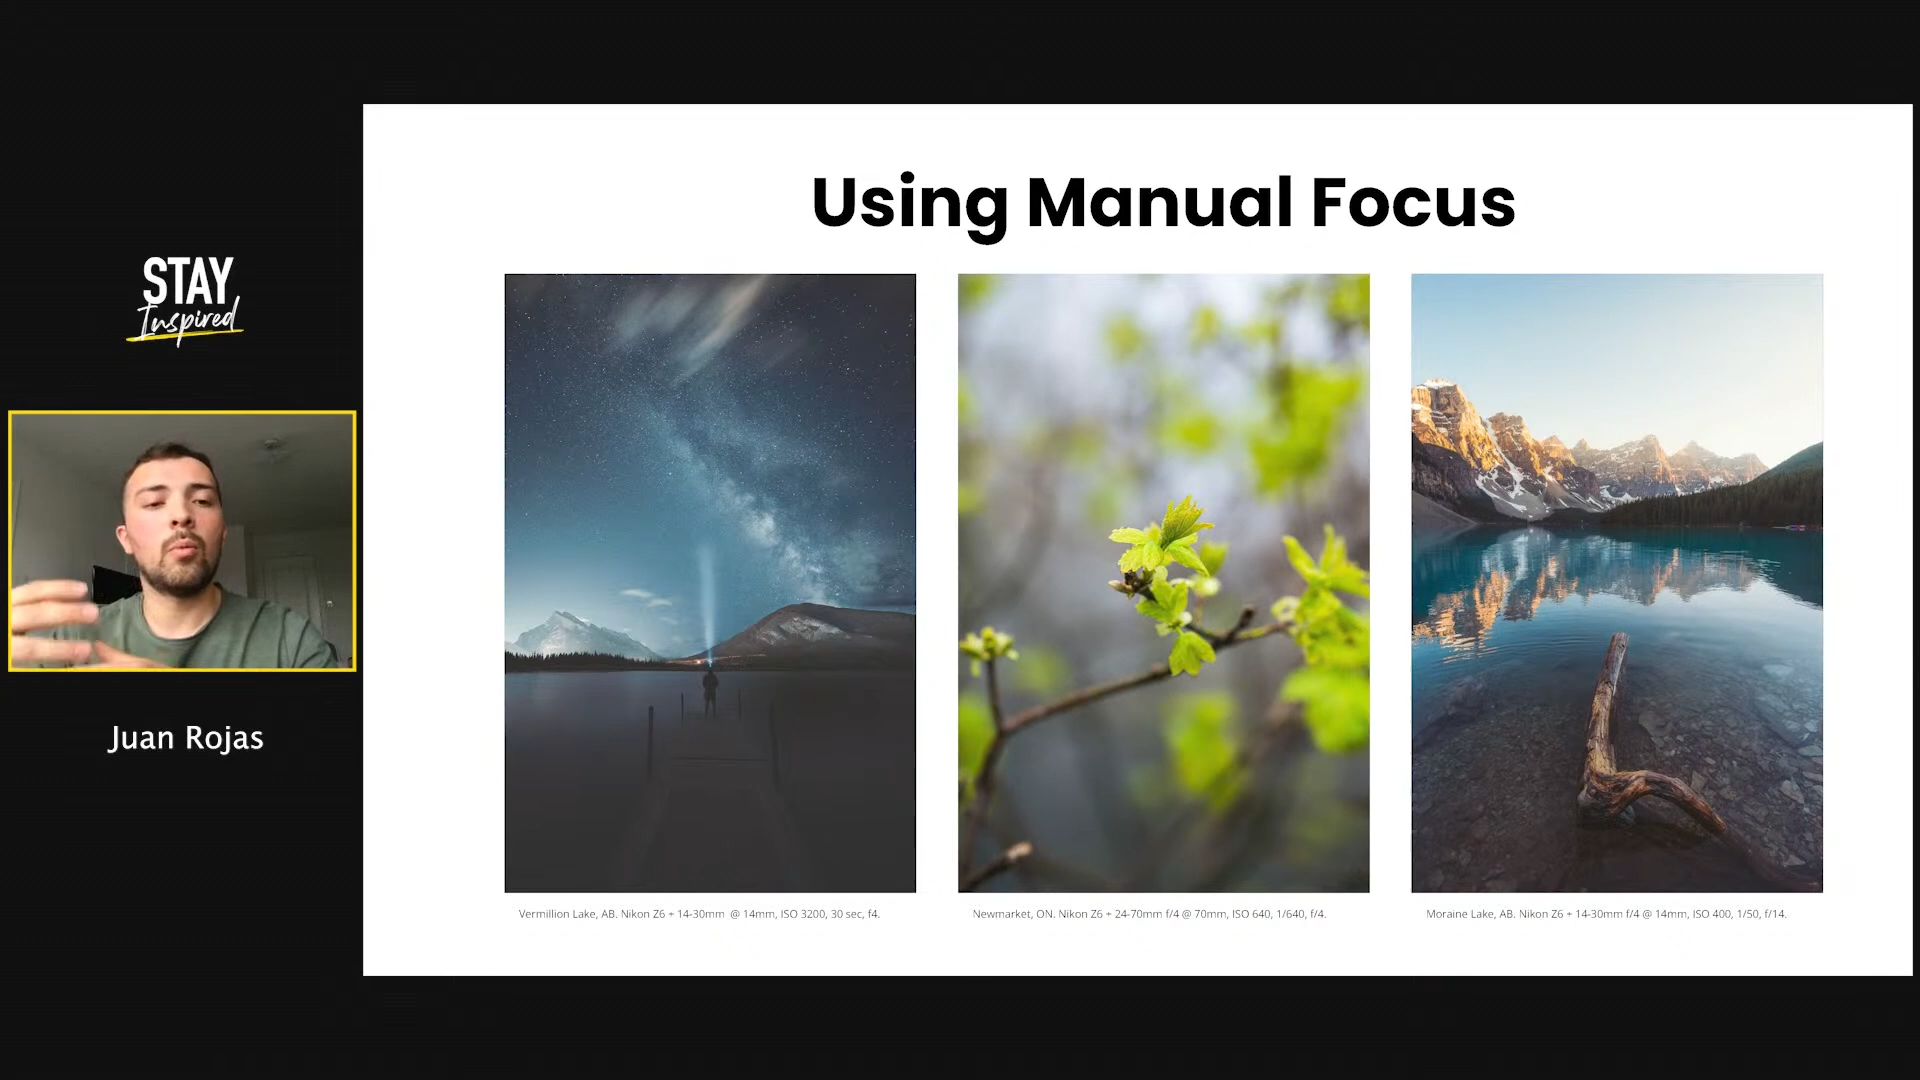 Using Manual Focus
STAY
Inspired
Juan Rojas
Vermillion Lake, AB. Nikon Z6 + 14-30mm @ 14mm, ISO 3200, 30 sec, f4.
Newmarket, ON. Nikon Z6 + 24-70mm f/4 @ 70mm, ISO 640, 1/640, f/4.
Moraine Lake, AB. Nikon Z6 + 14-30mm f/4 @ 14mm, ISO 400, 1/50, f/14.